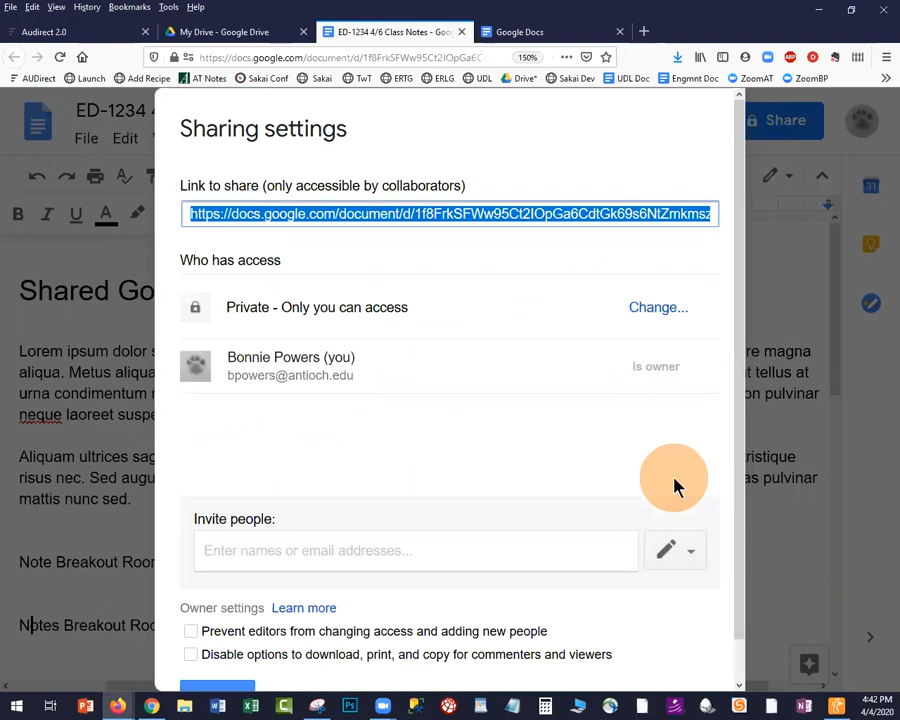 File Edit View History Bookmarks Tools Help
Audirect 2.0
My Drive - Google Drive
ED-1234 4/6 Class Notes - Goo
Google Docs
https://docs.google.com/document/d/1f8FrkSFWw95Ct2IOpGa6C
150%
AUDirect Launch Add Recipe AT Notes Sakai Conf Sakai TwT ERTG ERLG UDL Drive* Sakai Dev UDL Doc Engmnt Doc ZoomAT ZoomBP
ED-1234 4
File Edit
Share
Sharing settings
Link to share (only accessible by collaborators)
https://docs.google.com/document/d/1f8FrkSFWw95Ct2IOpGa6CdtGk69s6NtZmkmsz
Who has access
Private - Only you can access
Change...
Bonnie Powers (you)
bpowers@antioch.edu
Is owner
Invite people:
Enter names or email addresses...
Owner settings Learn more
Prevent editors from changing access and adding new people
Disable options to download, print, and copy for commenters and viewers
B I U A
31
Shared Go
Lorem ipsum dolor s
re magna
aliqua. Metus aliqua
t tellus at
urna condimentum
on pulvinar
neque laoreet suspe
Aliquam ultrices sag
ristique
risus nec. Sed augu
as pulvinar
mattis nunc sed.
Note Breakout Roor
Notes Breakout Roo
4:42 PM
4/4/2020